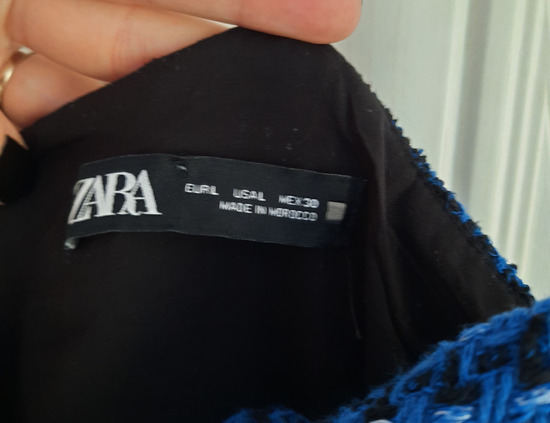 ZARA
EUR L USA L MEX 30
MADE IN MOROCCO